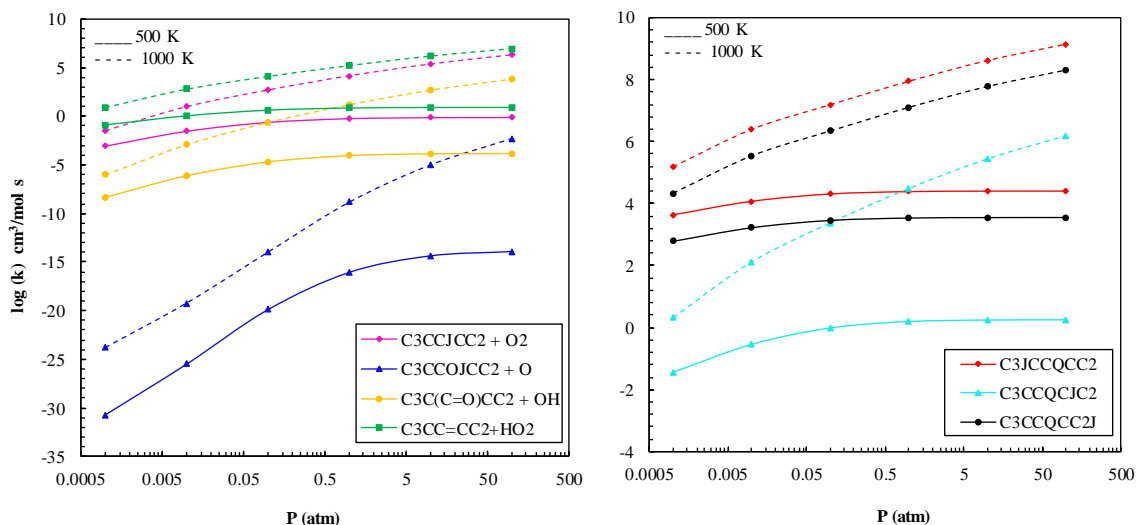 log (k) cm³/mol s
10
5
0
-5
-10
-15
-20
-25
-30
-35
____ 500 K
----- 1000 K
C3CCJCC2 + O2
C3CCOJCC2 + O
C3C(C=O)CC2 + OH
C3CC=CC2+HO2
0.0005 0.005 0.05 0.5 5 50 500
P (atm)
10
8
6
4
2
0
-2
-4
____ 500 K
----- 1000 K
C3JCCQCC2
C3CCQCJC2
C3CCQCC2J
0.0005 0.005 0.05 0.5 5 50 500
P (atm)